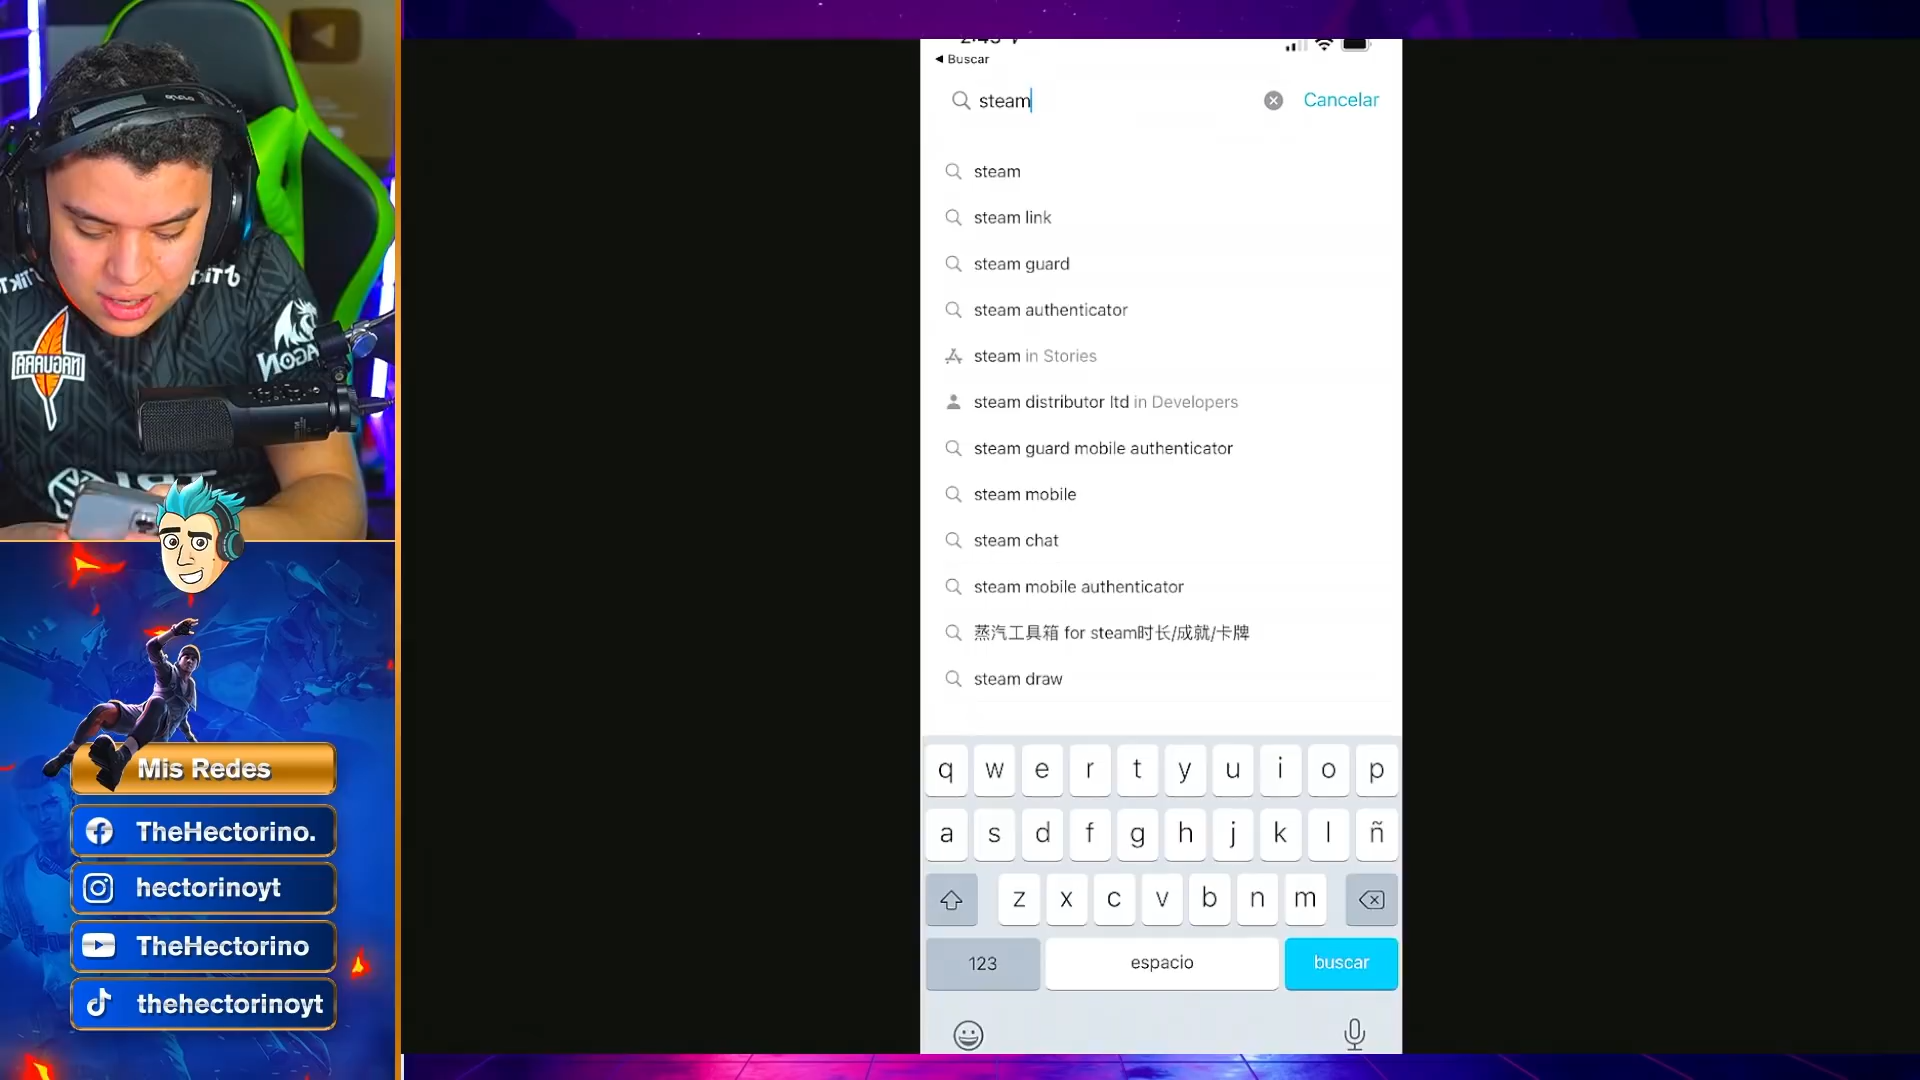 Buscar
steam
Cancelar
steam
steam link
steam guard
steam authenticator
steam in Stories
steam distributor ltd in Developers
steam guard mobile authenticator
steam mobile
steam chat
steam mobile authenticator
蒸汽工具箱 for steam时长/成就/卡牌
steam draw
q w e r t y u i o p
a s d f g h j k l ñ
z x c v b n m
123 espacio buscar
Mis Redes
TheHectorino.
hectorinoyt
TheHectorino
thehectorinoyt